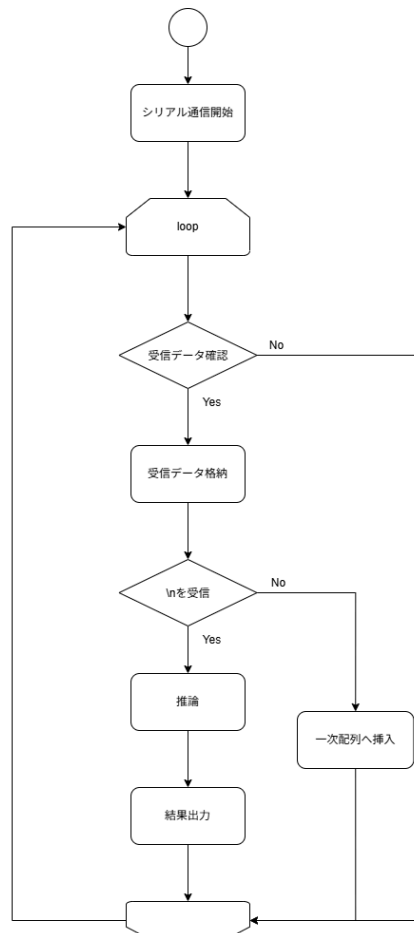 シリアル通信開始
loop
受信データ確認
No
Yes
受信データ格納
\nを受信
No
Yes
推論
一次配列へ挿入
結果出力